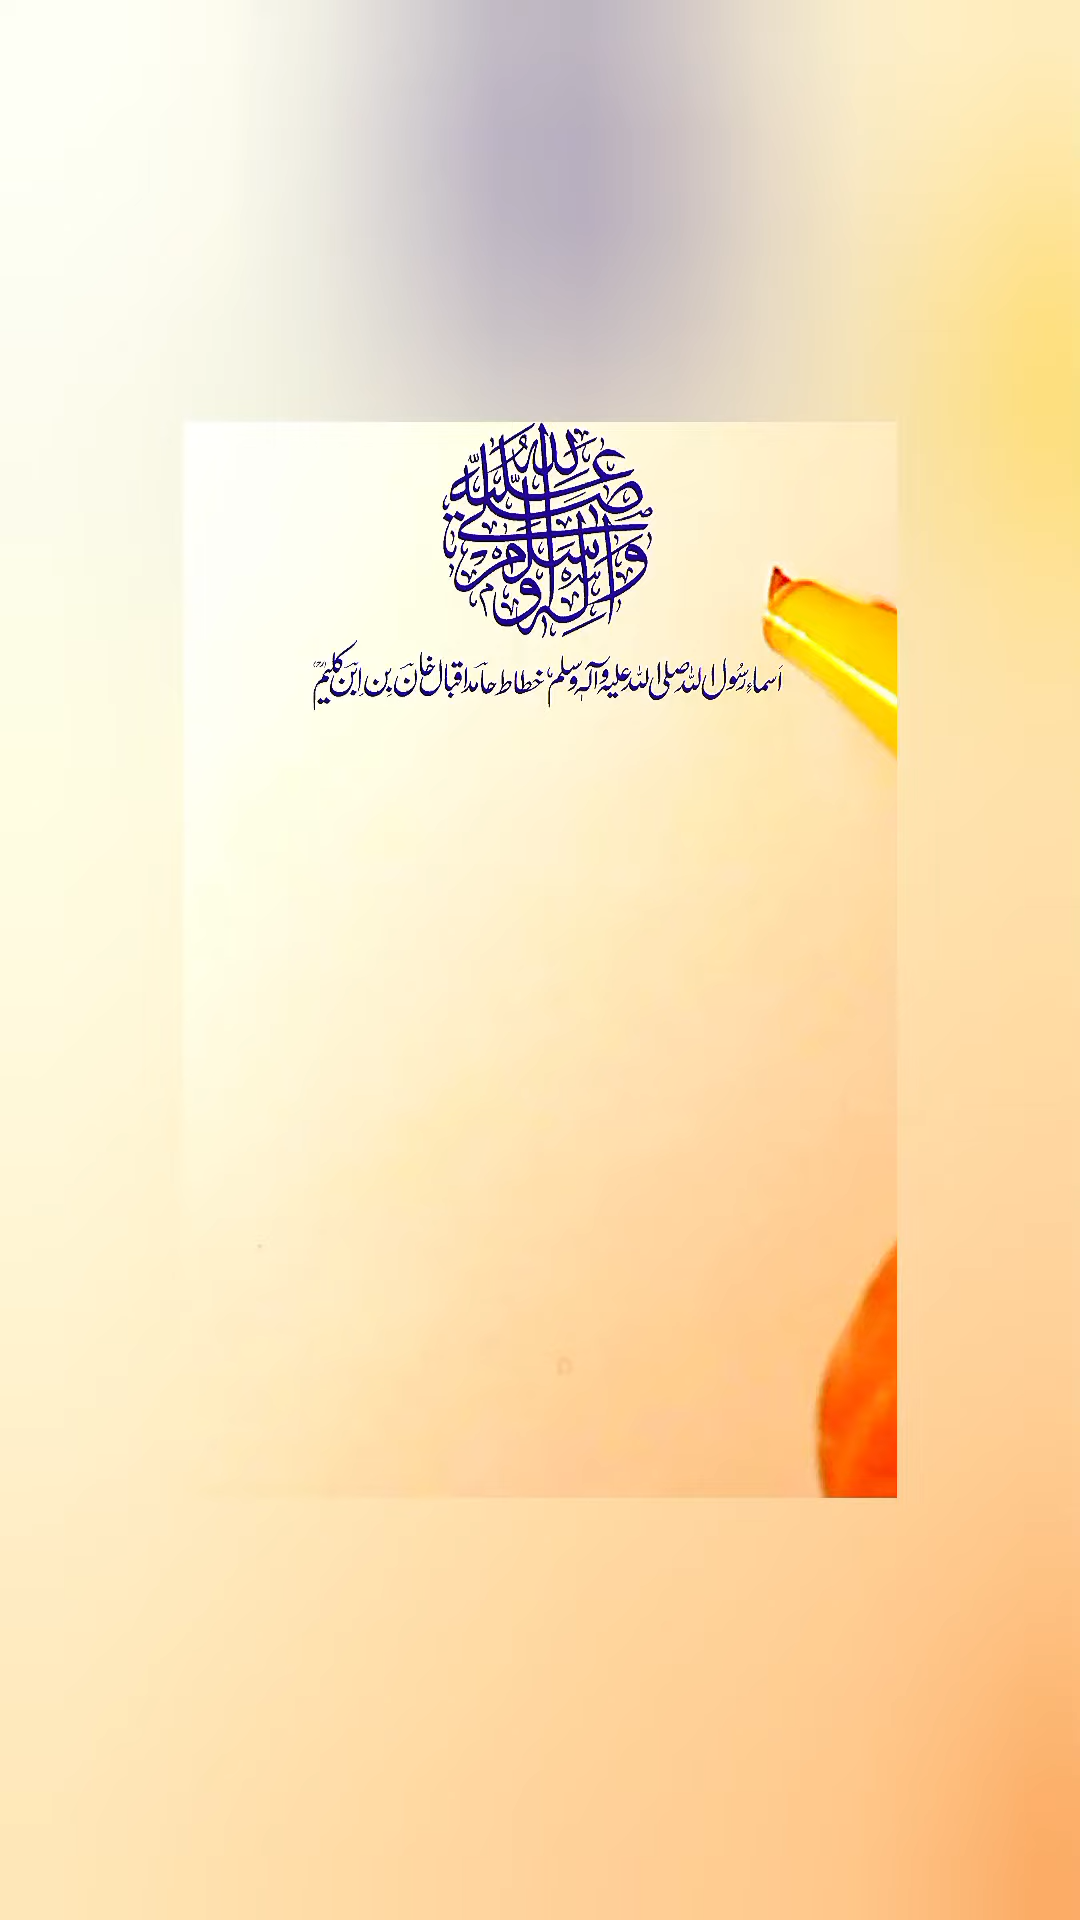 صلی اللہ علیہ وآلہ وسلم
اسماءِ رسول اللہ صلی اللہ علیہ وآلہٖ وسلم، خطاط حامد اقبال خان بِن اِبنِ کلیمؒ